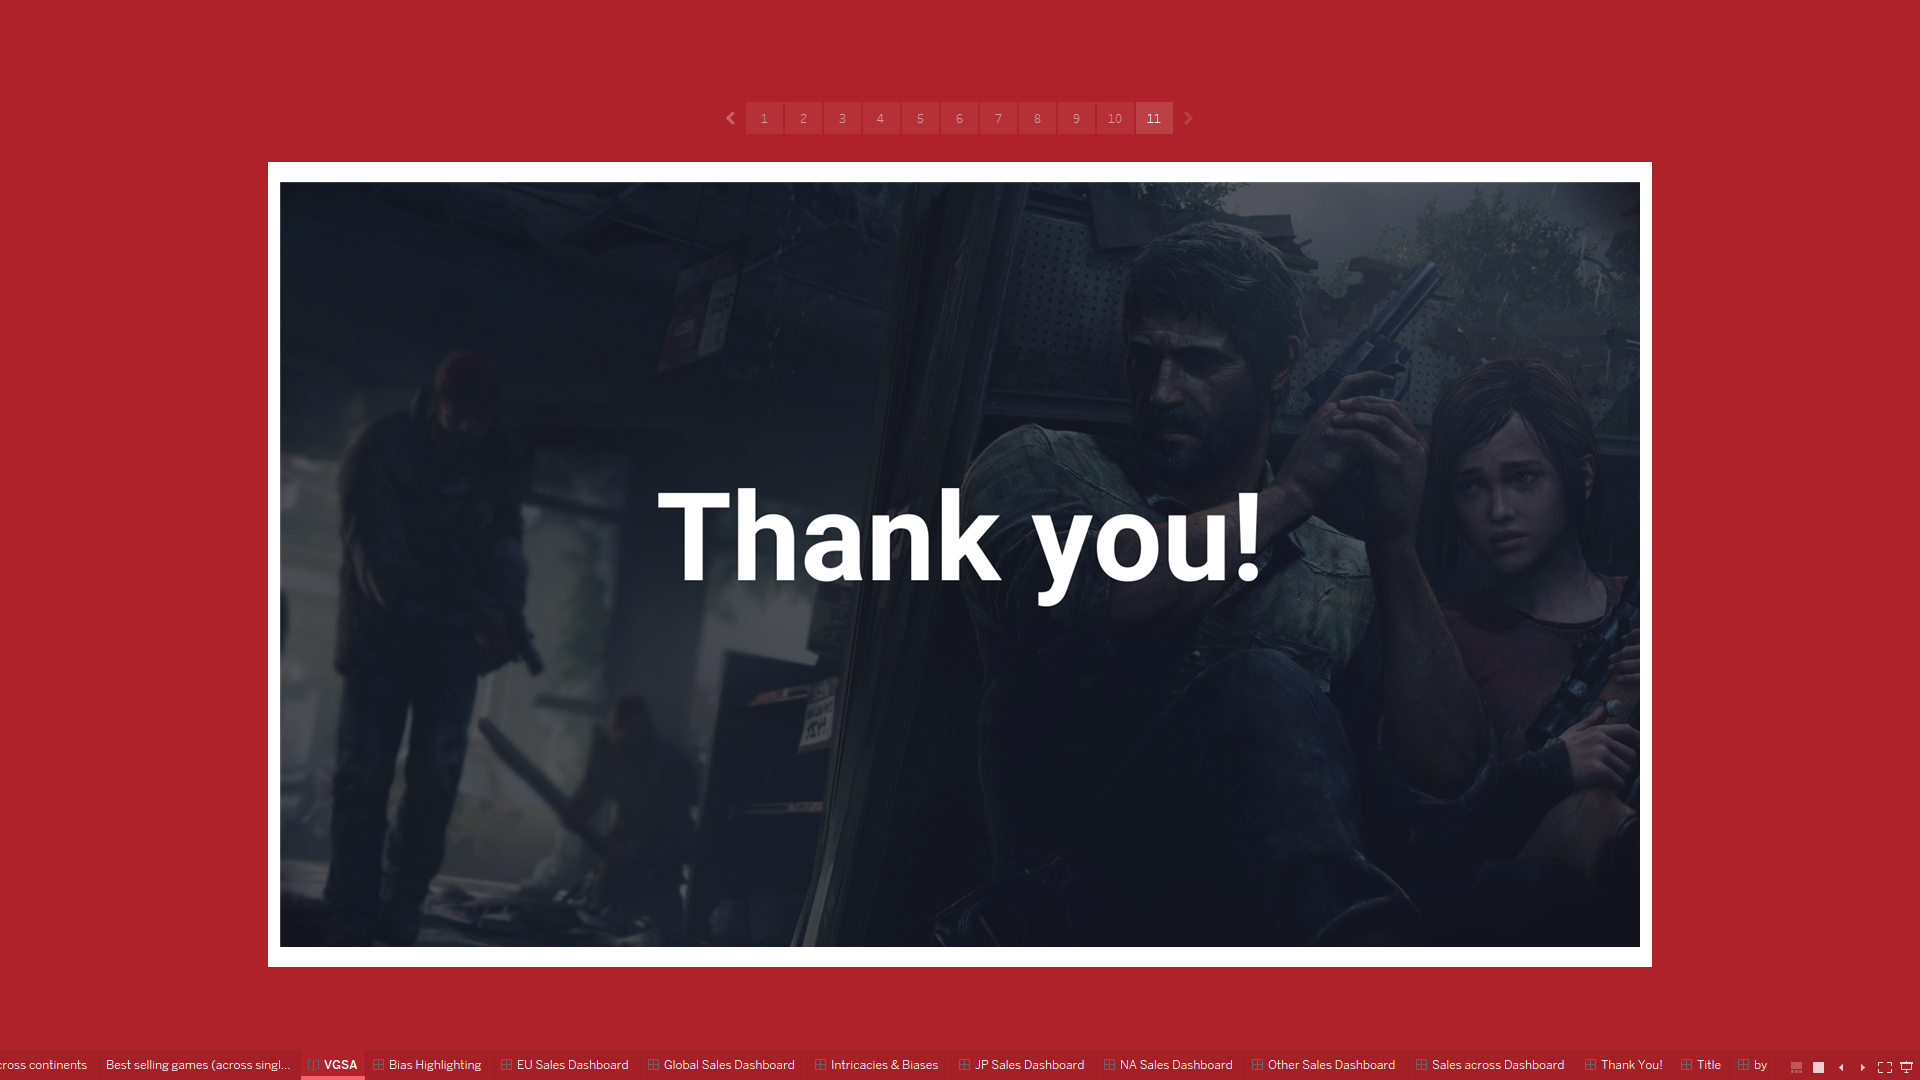 1 2 3 4 5 6 7 8 9 10 11
Thank you!
cross continents Best selling games (across singl... VGSA Bias Highlighting EU Sales Dashboard Global Sales Dashboard Intricacies & Biases JP Sales Dashboard NA Sales Dashboard Other Sales Dashboard Sales across Dashboard Thank You! Title by